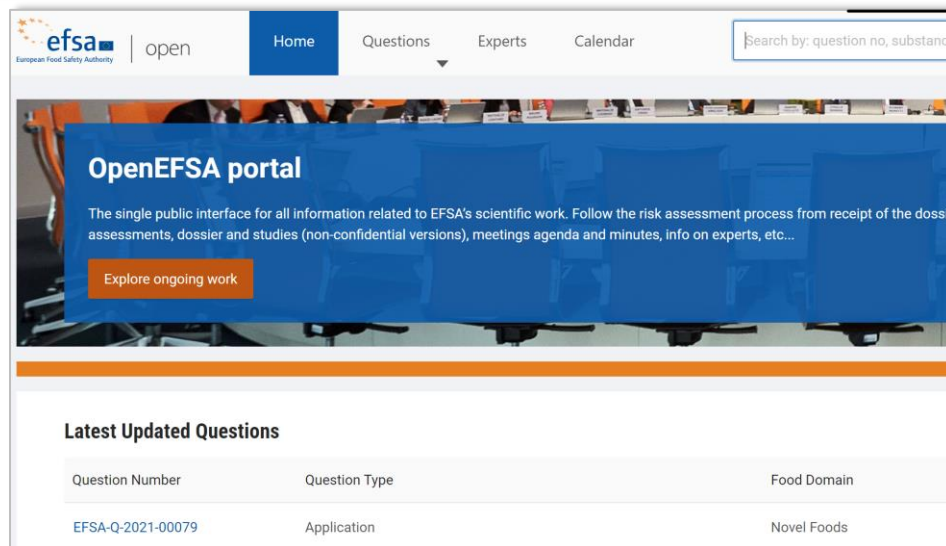 efsa
European Food Safety Authority
open
Home
Questions
Experts
Calendar
Search by: question no, substanc
OpenEFSA portal
The single public interface for all information related to EFSA's scientific work. Follow the risk assessment process from receipt of the doss
assessments, dossier and studies (non-confidential versions), meetings agenda and minutes, info on experts, etc...
Explore ongoing work
Latest Updated Questions
Question Number Question Type Food Domain
EFSA-Q-2021-00079 Application Novel Foods